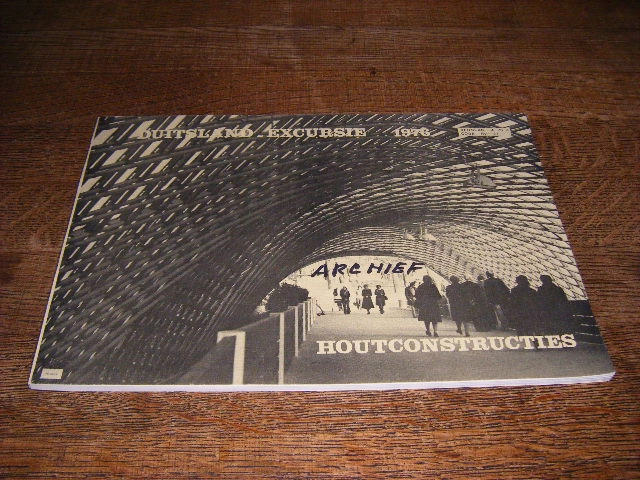 DUITSLAND EXCURSIE 1976
ARCHIEF
HOUTCONSTRUCTIES